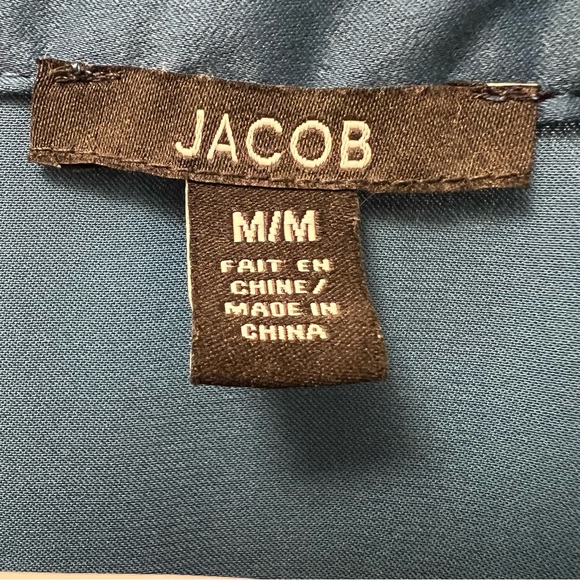 JACOB
M/M
FAIT EN
CHINE/
MADE IN
CHINA